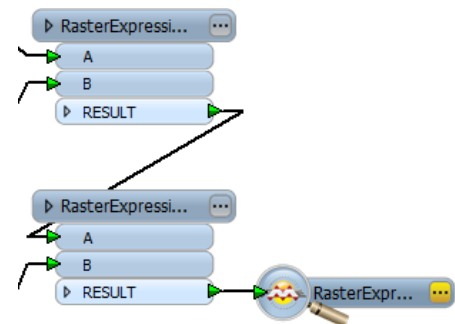 RasterExpressi...
A
B
RESULT
RasterExpressi...
A
B
RESULT
RasterExpr...